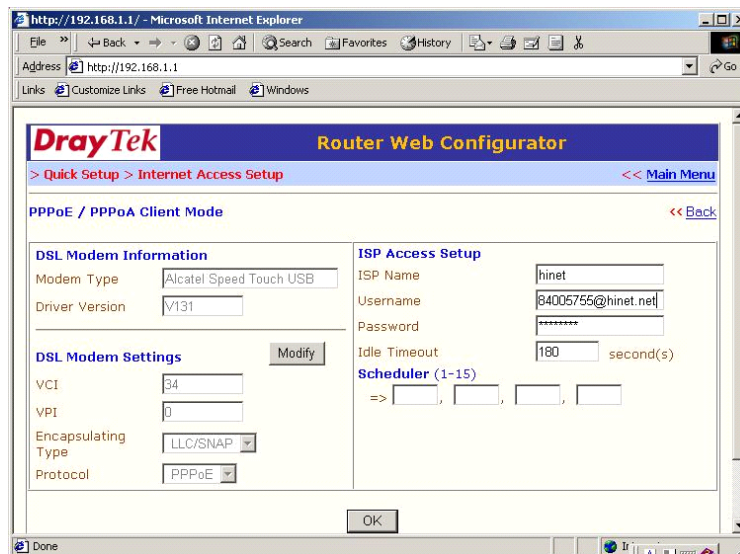 http://192.168.1.1/ - Microsoft Internet Explorer
File » Back Search Favorites History
Address http://192.168.1.1 Go
Links Customize Links Free Hotmail Windows
DrayTek Router Web Configurator
> Quick Setup > Internet Access Setup << Main Menu
PPPoE / PPPoA Client Mode << Back
DSL Modem Information
Modem Type Alcatel Speed Touch USB
Driver Version V131
DSL Modem Settings Modify
VCI 34
VPI 0
Encapsulating Type LLC/SNAP
Protocol PPPoE
ISP Access Setup
ISP Name hinet
Username 84005755@hinet.net
Password ********
Idle Timeout 180 second(s)
Scheduler (1-15)
=> , , ,
OK
Done